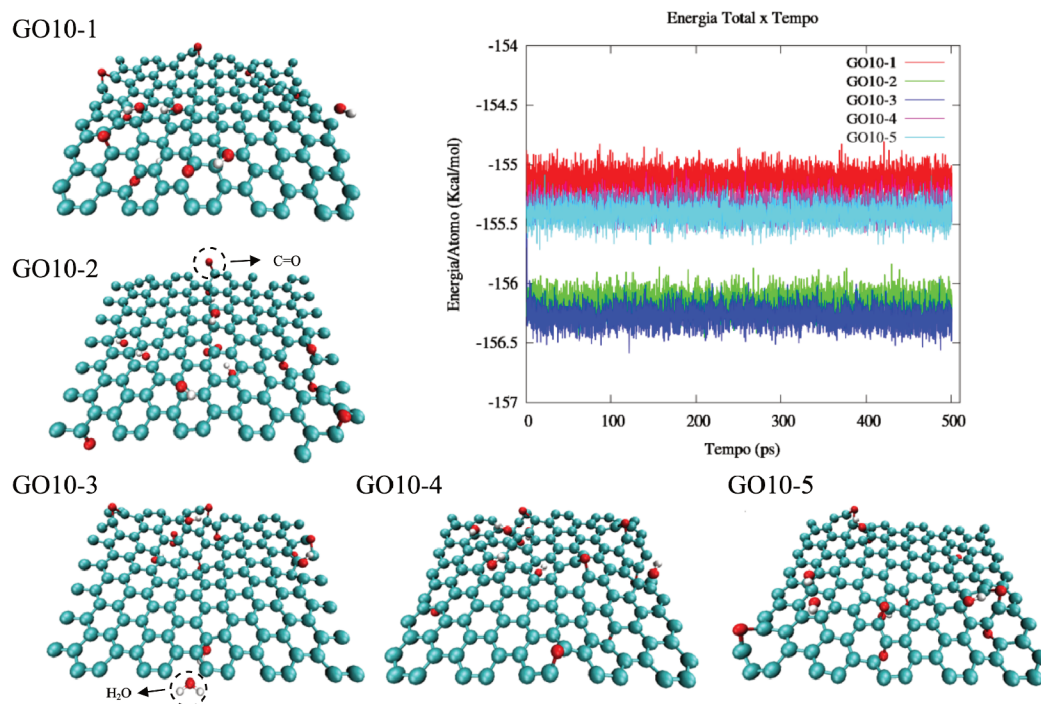 GO10-1
Energia Total x Tempo
-154
-154.5
-155
-155.5
-156
-156.5
-157
Energia/Atomo (Kcal/mol)
GO10-1
GO10-2
GO10-3
GO10-4
GO10-5
0
100
200
300
400
500
Tempo (ps)
GO10-2
C=O
GO10-3
H₂O
GO10-4
GO10-5